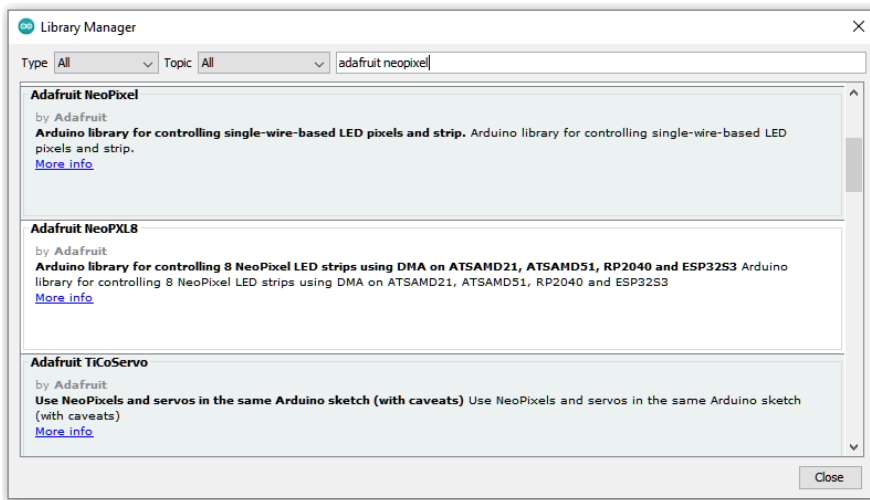 Library Manager
Type All Topic All adafruit neopixel
Adafruit NeoPixel
by Adafruit
Arduino library for controlling single-wire-based LED pixels and strip. Arduino library for controlling single-wire-based LED
pixels and strip.
More info
Adafruit NeoPXL8
by Adafruit
Arduino library for controlling 8 NeoPixel LED strips using DMA on ATSAMD21, ATSAMD51, RP2040 and ESP32S3 Arduino
library for controlling 8 NeoPixel LED strips using DMA on ATSAMD21, ATSAMD51, RP2040 and ESP32S3
More info
Adafruit TiCoServo
by Adafruit
Use NeoPixels and servos in the same Arduino sketch (with caveats) Use NeoPixels and servos in the same Arduino sketch
(with caveats)
More info
Close